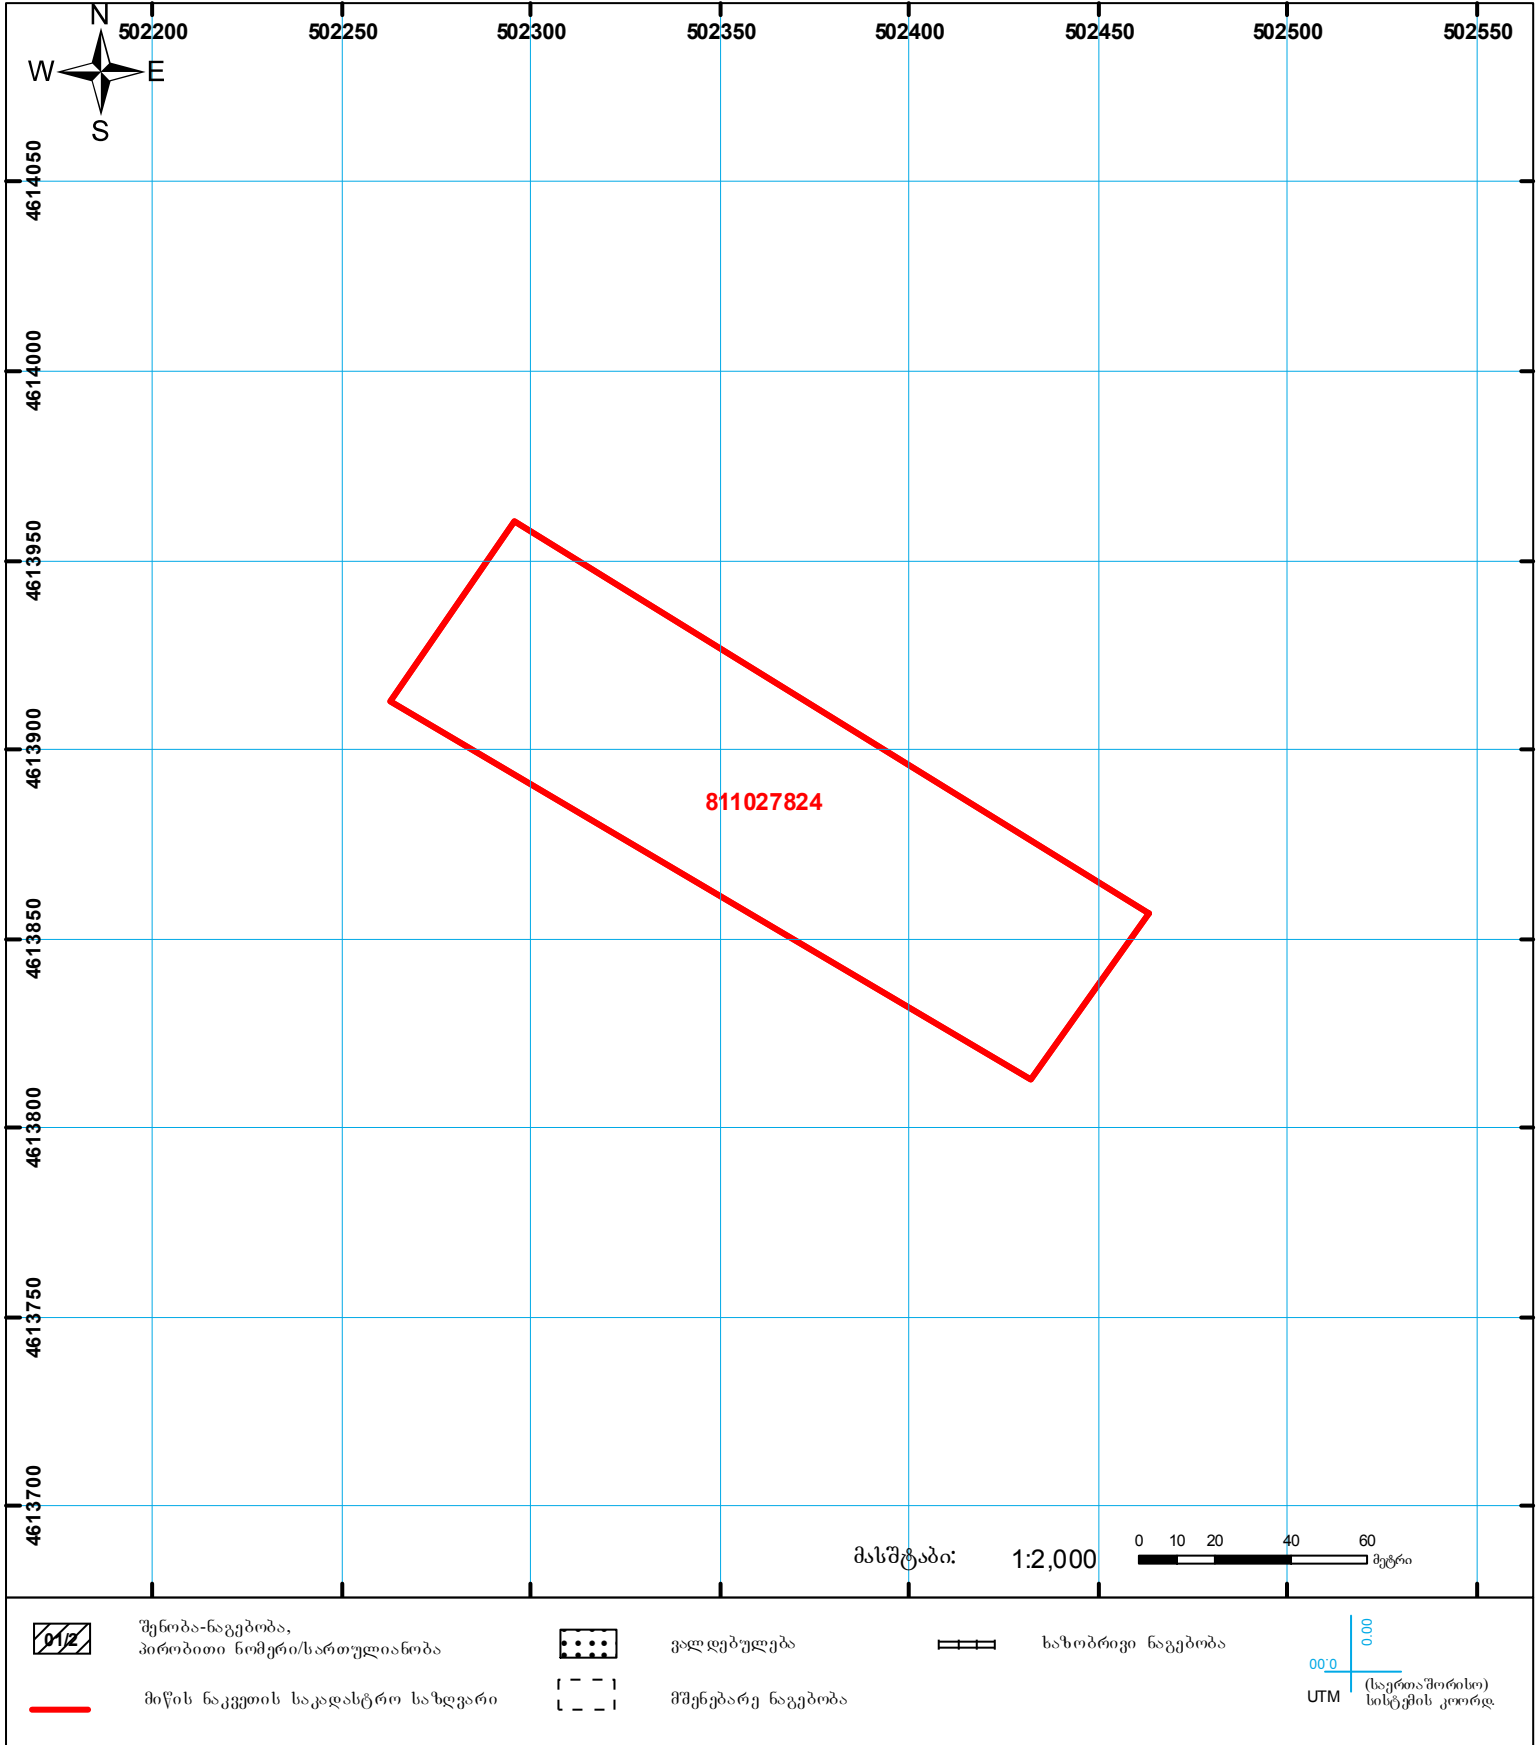 N
502200 502250 502300 502350 502400 502450 502500 502550
W E
S
4614050
4614000
4613950
4613900
811027824
4613850
4613800
4613750
4613700
მასშტაბი: 1:2,000
0 10 20 40 60
მეტრი
შენობა-ნაგებობა,
01/2
პირობითი ნომერი/სართულიანობა
ვალდებულება
ხაზობრივი ნაგებობა
00.0
0.00
მიწის ნაკვეთის საკადასტრო საზღვარი
მშენებარე ნაგებობა
UTM
(საერთაშორისო)
სისტემის კოორდ.